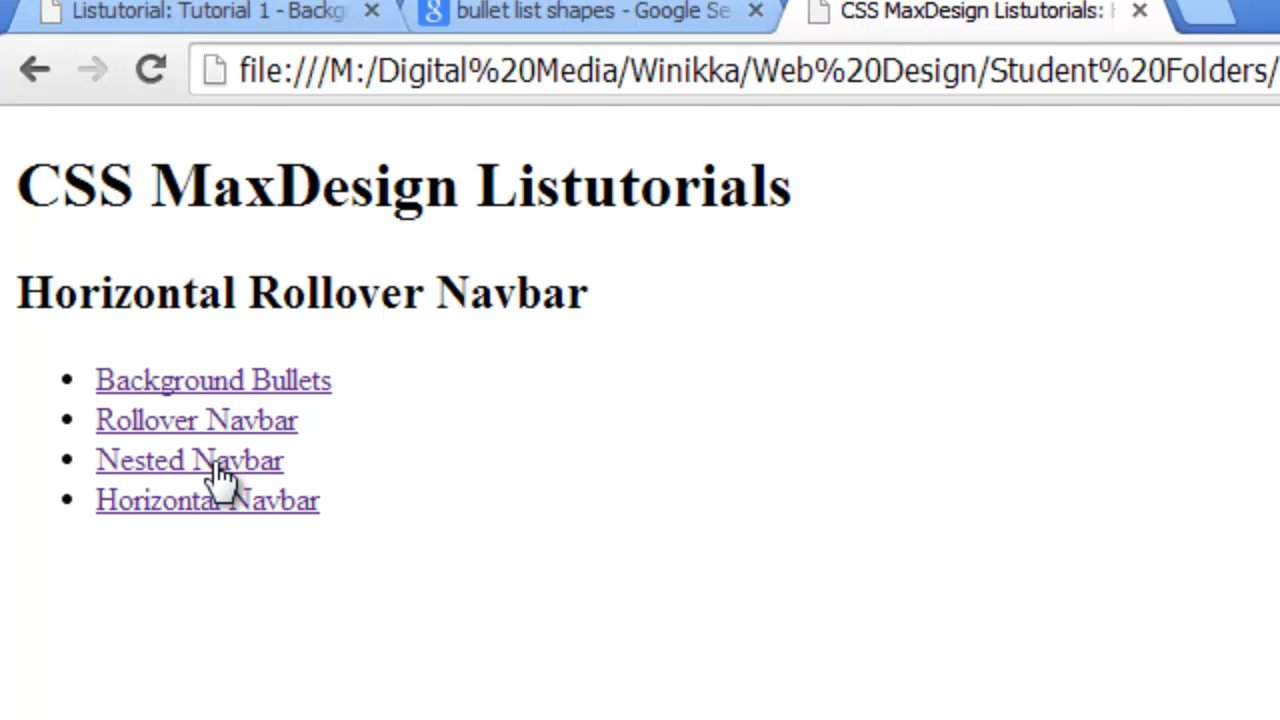 Listutorial: Tutorial 1 - Backg
bullet list shapes - Google Se
CSS MaxDesign Listutorials:
file:///M:/Digital%20Media/Winikka/Web%20Design/Student%20Folders/
CSS MaxDesign Listutorials
Horizontal Rollover Navbar
Background Bullets
Rollover Navbar
Nested Navbar
Horizontal Navbar